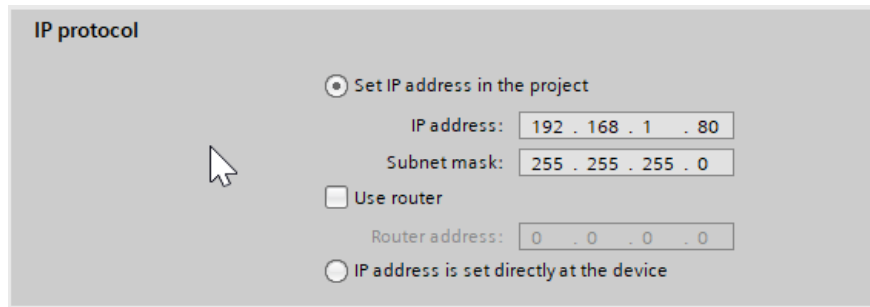 IP protocol
Set IP address in the project
IP address: 192 . 168 . 1 . 80
Subnet mask: 255 . 255 . 255 . 0
Use router
Router address: 0 . 0 . 0 . 0
IP address is set directly at the device